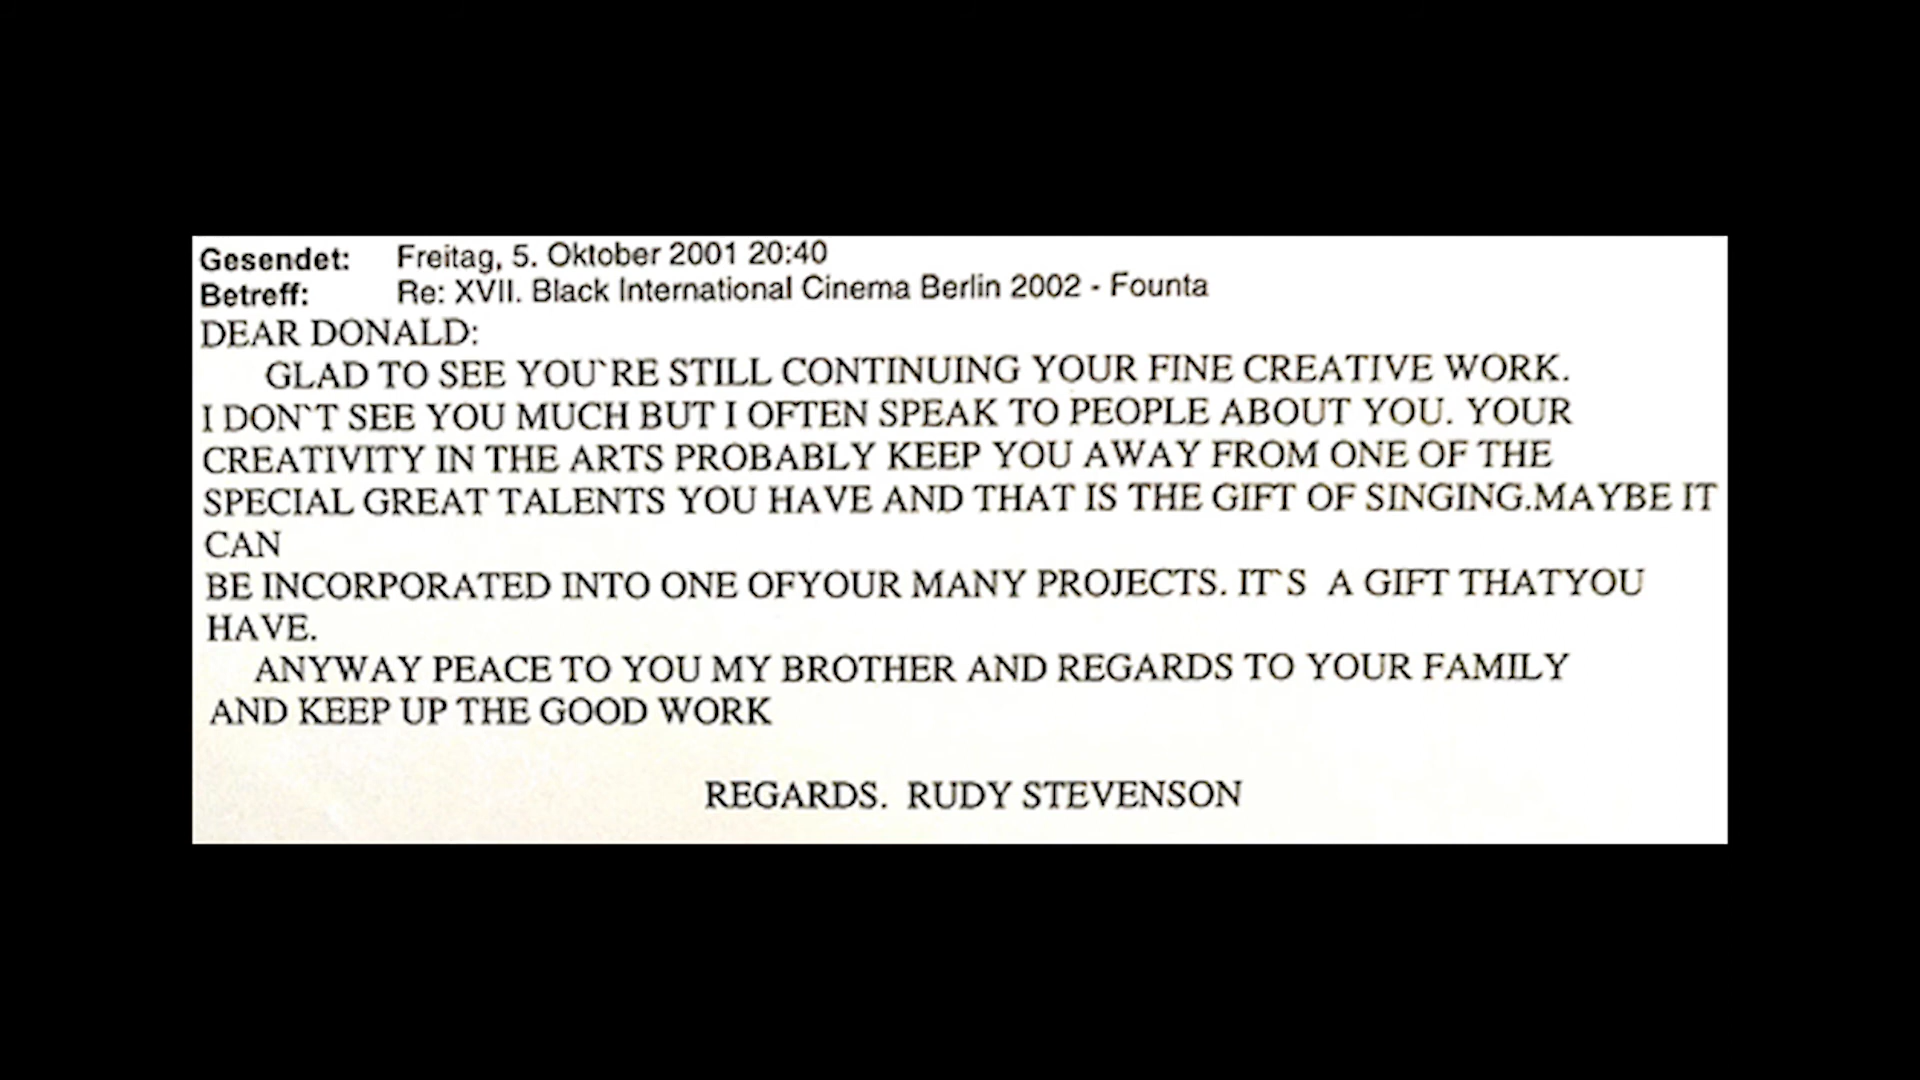 Gesendet: Freitag, 5. Oktober 2001 20:40
Betreff: Re: XVII. Black International Cinema Berlin 2002 - Founta
DEAR DONALD:
GLAD TO SEE YOU`RE STILL CONTINUING YOUR FINE CREATIVE WORK.
I DON`T SEE YOU MUCH BUT I OFTEN SPEAK TO PEOPLE ABOUT YOU. YOUR
CREATIVITY IN THE ARTS PROBABLY KEEP YOU AWAY FROM ONE OF THE
SPECIAL GREAT TALENTS YOU HAVE AND THAT IS THE GIFT OF SINGING.MAYBE IT
CAN
BE INCORPORATED INTO ONE OFYOUR MANY PROJECTS. IT`S  A GIFT THATYOU
HAVE.
ANYWAY PEACE TO YOU MY BROTHER AND REGARDS TO YOUR FAMILY
AND KEEP UP THE GOOD WORK
REGARDS.  RUDY STEVENSON